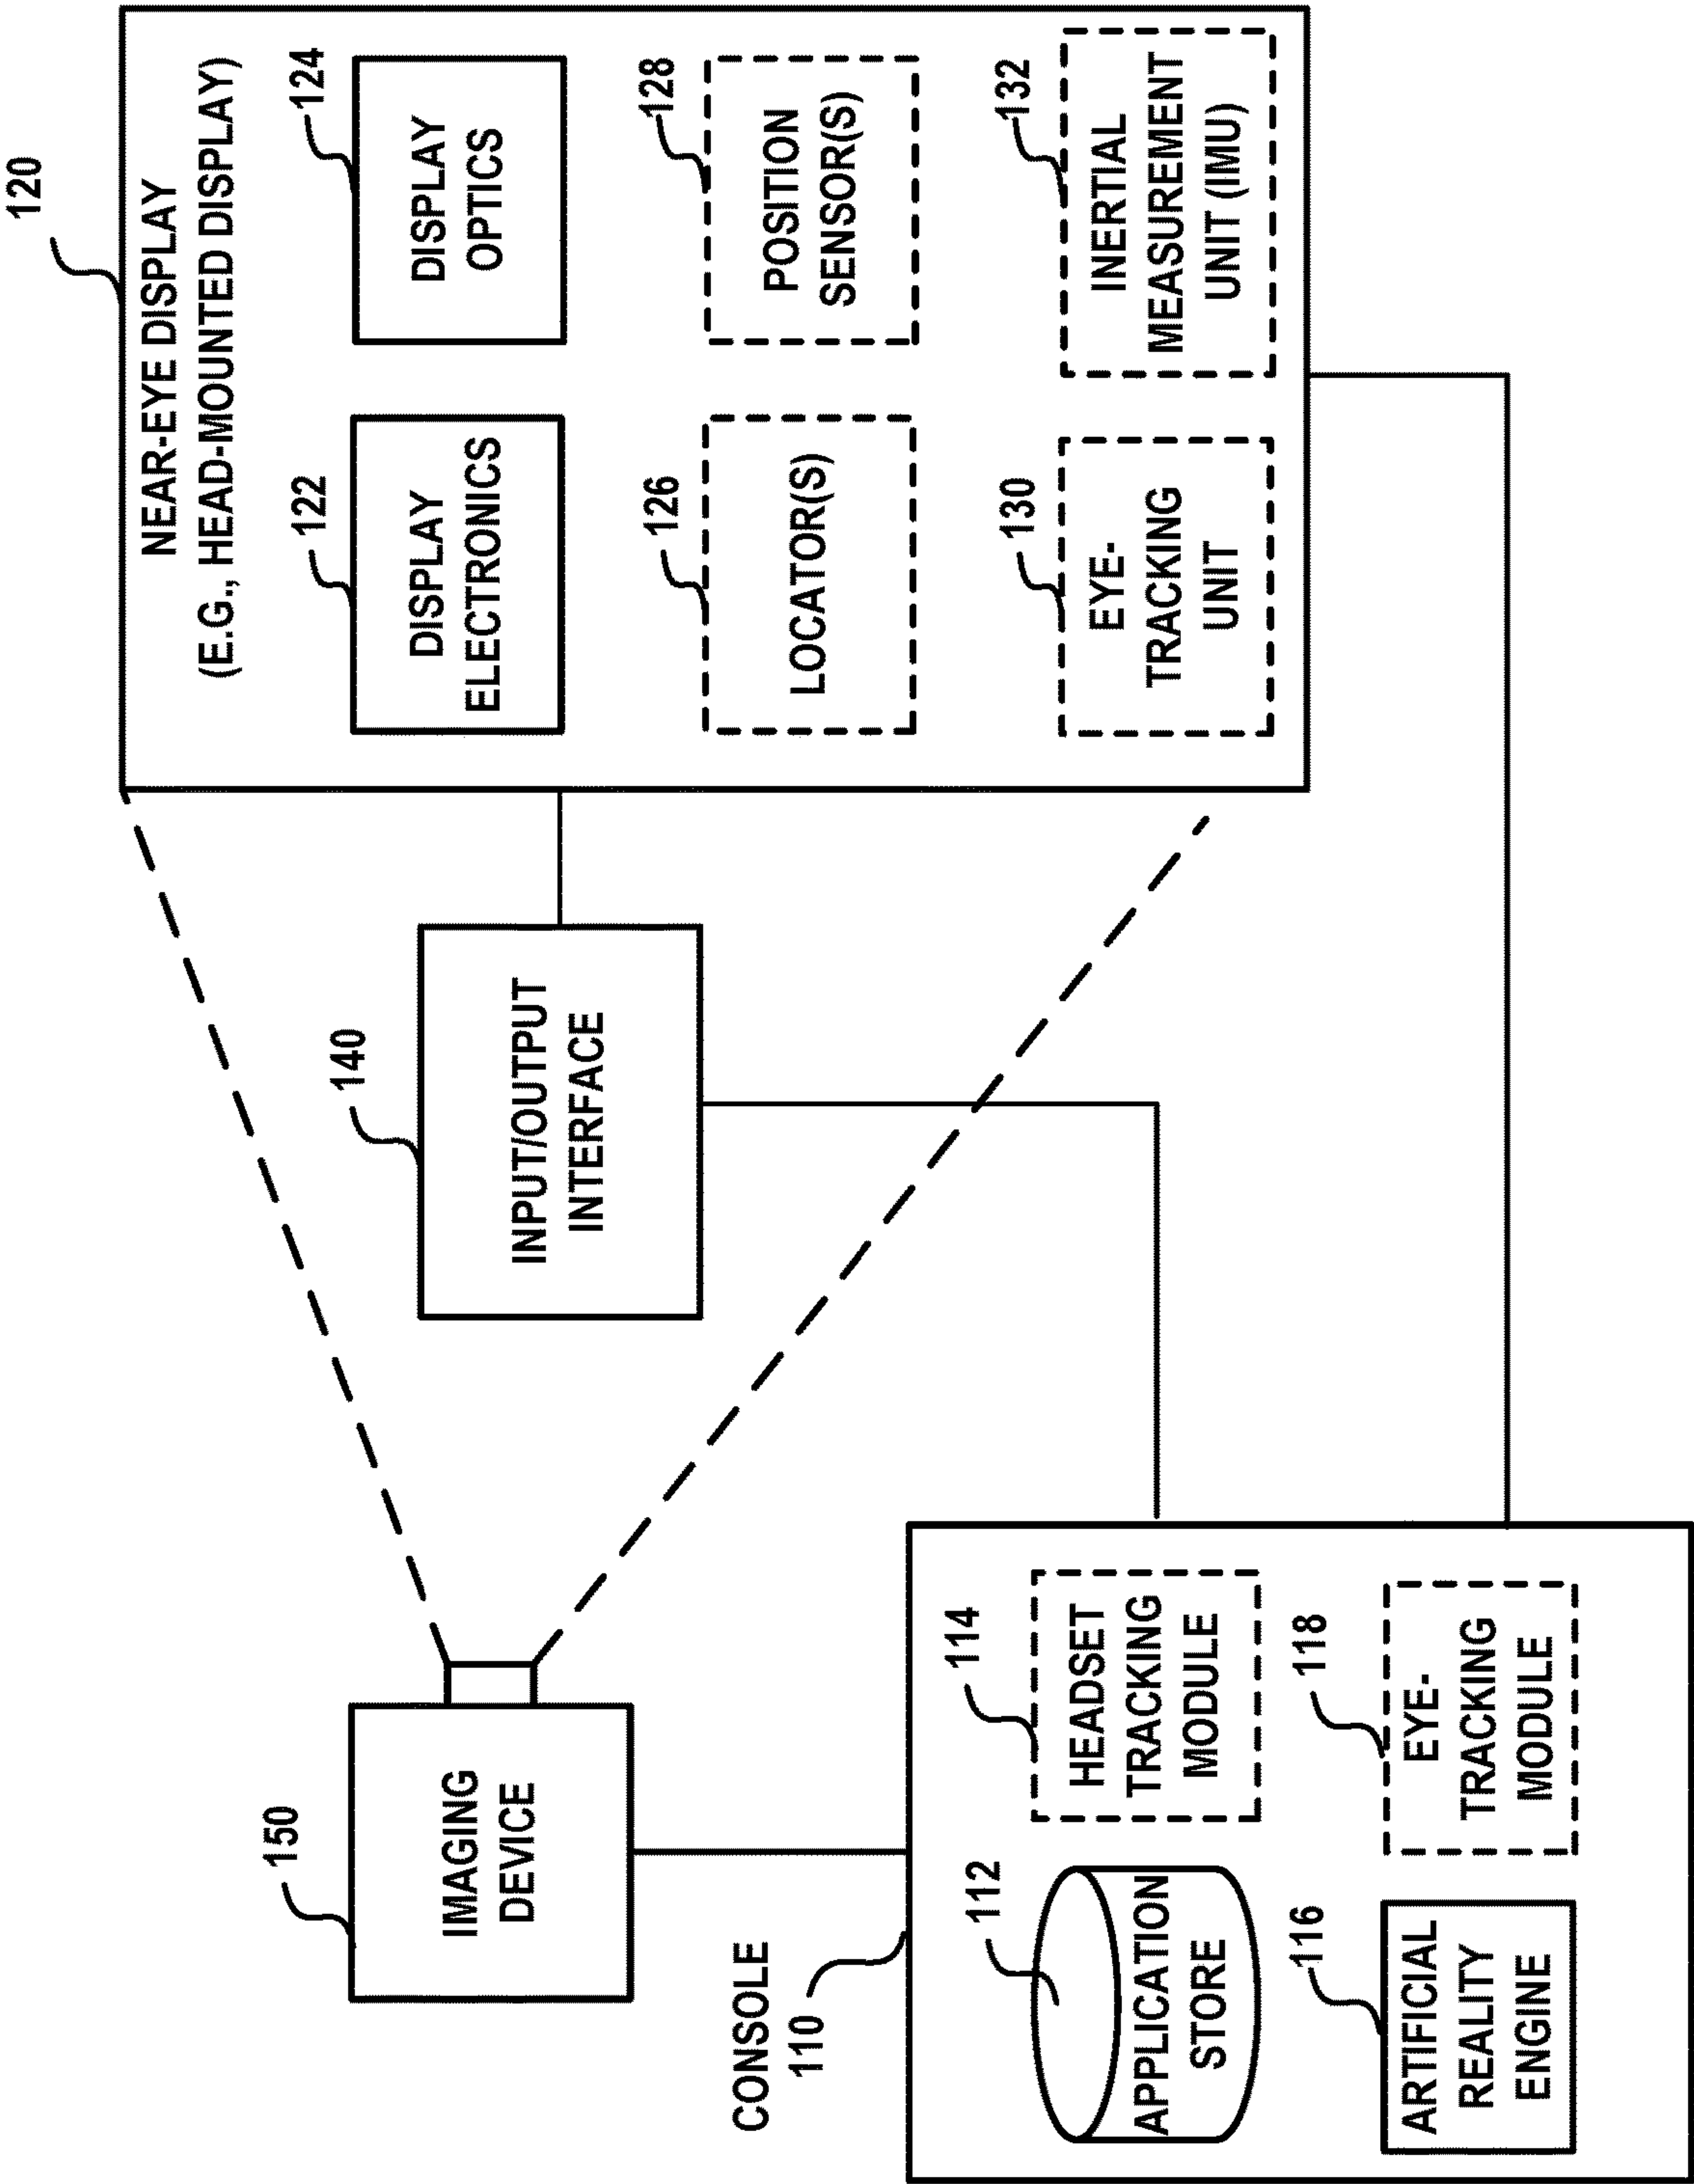 120
NEAR-EYE DISPLAY
(E.G., HEAD-MOUNTED DISPLAY)
122
DISPLAY
ELECTRONICS
124
DISPLAY
OPTICS
126
LOCATOR(S)
128
POSITION
SENSOR(S)
130
EYE-
TRACKING
UNIT
132
INERTIAL
MEASUREMENT
UNIT (IMU)
140
INPUT/OUTPUT
INTERFACE
150
IMAGING
DEVICE
CONSOLE
110
112
APPLICATION
STORE
114
HEADSET
TRACKING
MODULE
116
ARTIFICIAL
REALITY
ENGINE
118
EYE-
TRACKING
MODULE